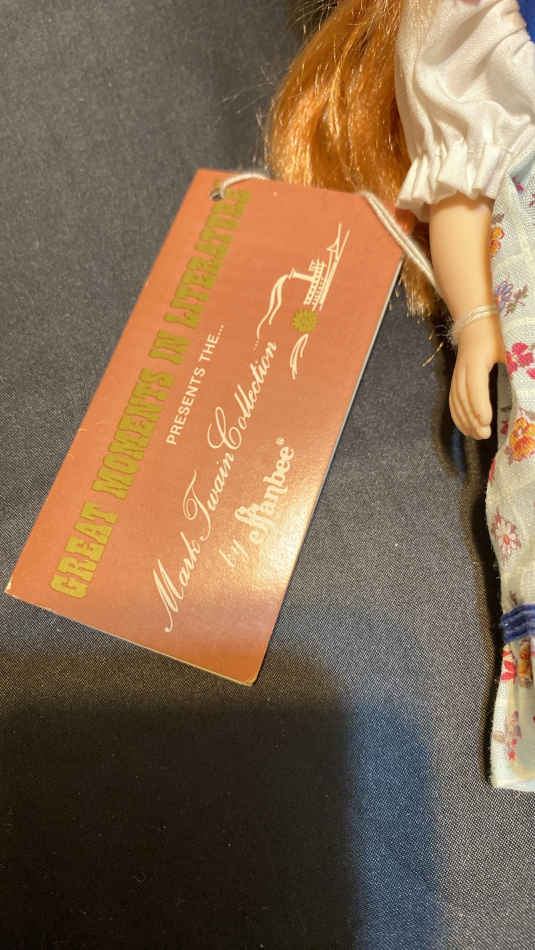 GREAT MOMENTS IN LITERATURE
PRESENTS THE...
Mark Twain Collection...
by effanbee®